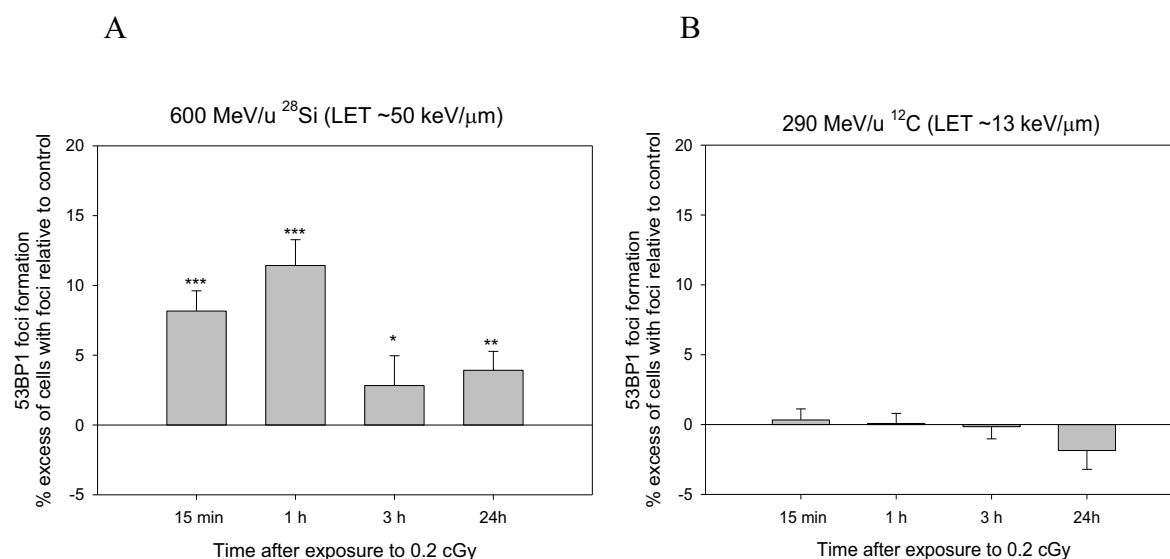 A
600 MeV/u ²⁸Si (LET ~50 keV/μm)
53BP1 foci formation
% excess of cells with foci relative to control
20
15
10
5
0
-5
***
***
*
**
15 min
1 h
3 h
24h
Time after exposure to 0.2 cGy
B
290 MeV/u ¹²C (LET ~13 keV/μm)
53BP1 foci formation
% excess of cells with foci relative to control
20
15
10
5
0
-5
15 min
1 h
3 h
24h
Time after exposure to 0.2 cGy